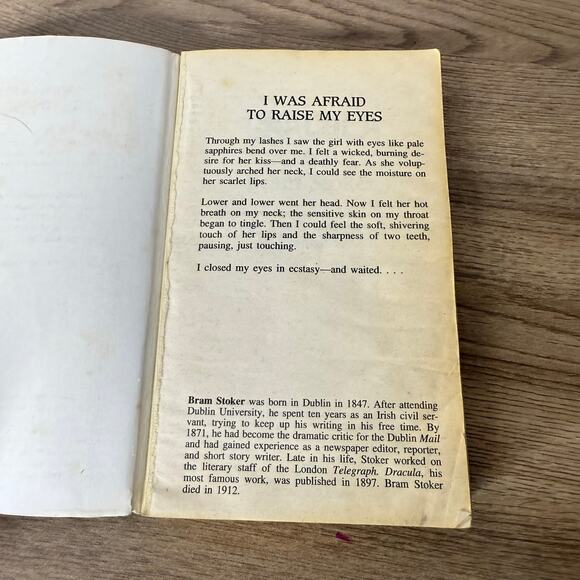 I WAS AFRAID
TO RAISE MY EYES
Through my lashes I saw the girl with eyes like pale
sapphires bend over me. I felt a wicked, burning de-
sire for her kiss—and a deathly fear. As she volup-
tuously arched her neck, I could see the moisture on
her scarlet lips.
Lower and lower went her head. Now I felt her hot
breath on my neck; the sensitive skin on my throat
began to tingle. Then I could feel the soft, shivering
touch of her lips and the sharpness of two teeth,
pausing, just touching.
I closed my eyes in ecstasy—and waited. . . .
Bram Stoker was born in Dublin in 1847. After attending
Dublin University, he spent ten years as an Irish civil ser-
vant, trying to keep up his writing in his free time. By
1871, he had become the dramatic critic for the Dublin Mail
and had gained experience as a newspaper editor, reporter,
and short story writer. Late in his life, Stoker worked on
the literary staff of the London Telegraph. Dracula, his
most famous work, was published in 1897. Bram Stoker
died in 1912.